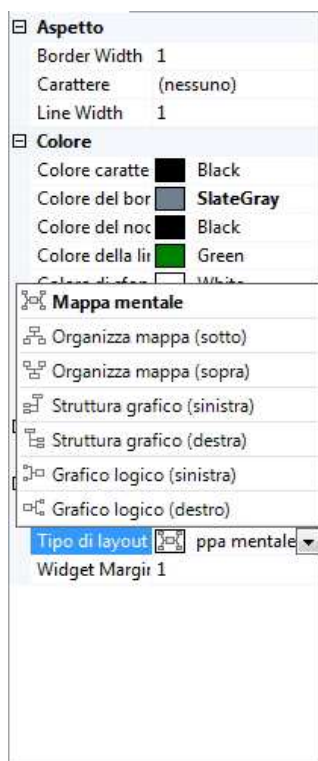 Aspetto
Border Width 1
Carattere (nessuno)
Line Width 1
Colore
Colore caratte Black
Colore del bor SlateGray
Colore del noc Black
Colore della lir Green
Mappa mentale
Organizza mappa (sotto)
Organizza mappa (sopra)
Struttura grafico (sinistra)
Struttura grafico (destra)
Grafico logico (sinistra)
Grafico logico (destro)
Tipo di layout ppa mentale
Widget Margir 1